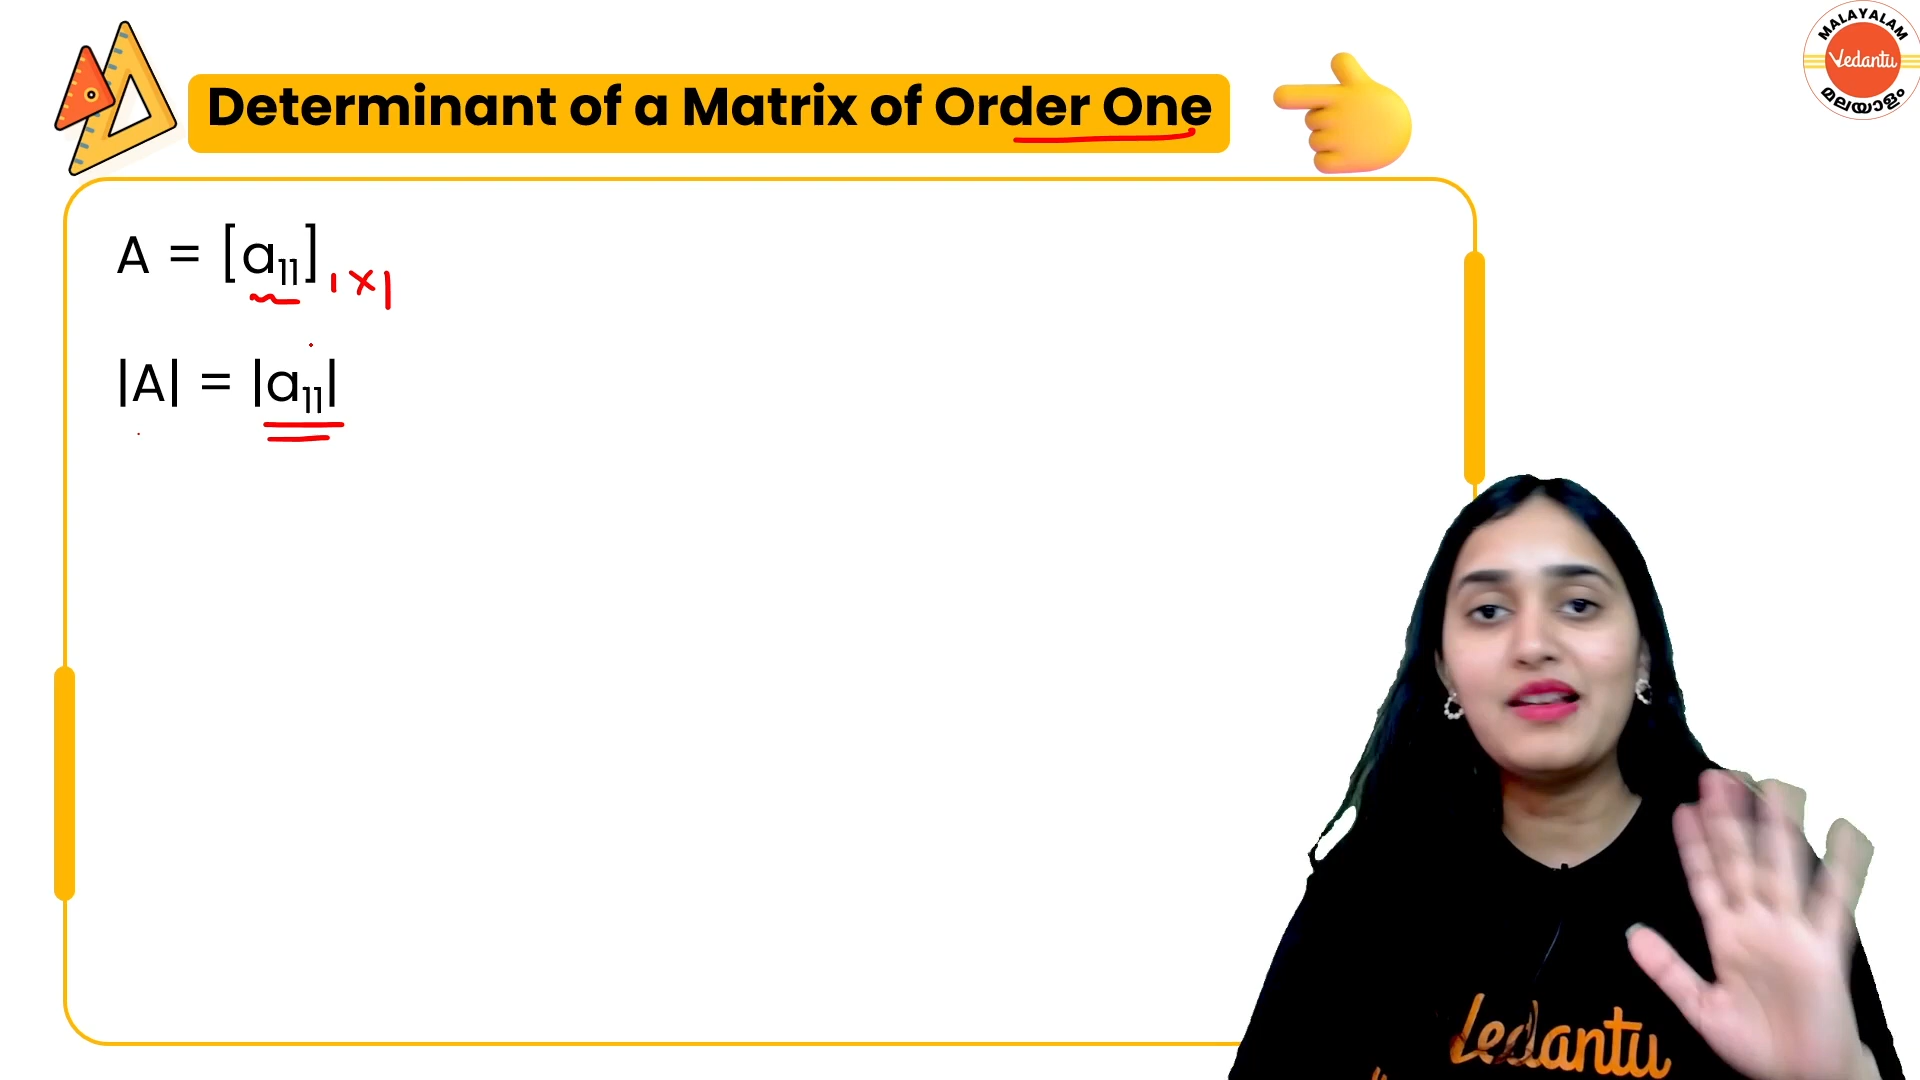 Determinant of a Matrix of Order One
MALAYALAM
Vedantu
മലയാളം
A = [a₁₁] 1×1
|A| = |a₁₁|
Vedantu